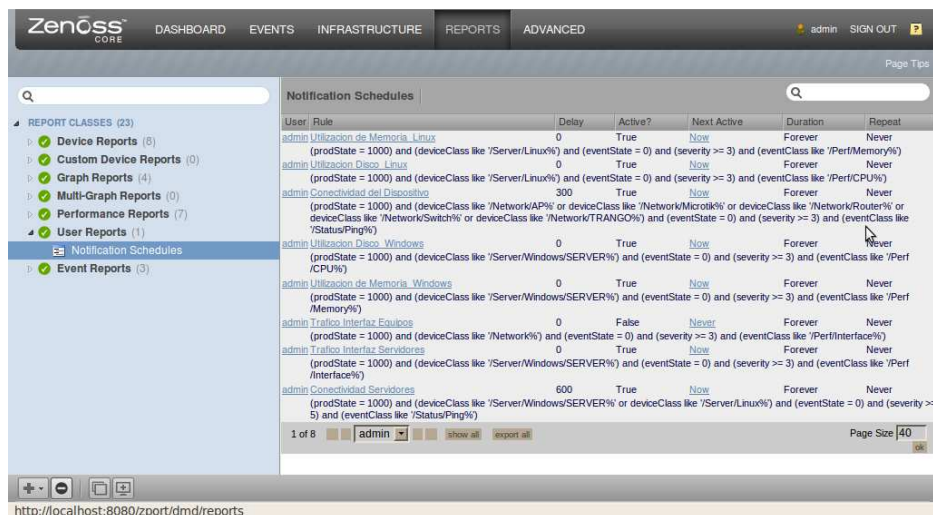 Zenoss
CORE
DASHBOARD EVENTS INFRASTRUCTURE REPORTS ADVANCED admin SIGN OUT ?
Page Tips
REPORT CLASSES (23)
Device Reports (8)
Custom Device Reports (0)
Graph Reports (4)
Multi-Graph Reports (0)
Performance Reports (7)
User Reports (1)
Notification Schedules
Event Reports (3)
Notification Schedules
User Rule Delay Active? Next Active Duration Repeat
admin Utilizacion de Memoria_Linux 0 True Now Forever Never
(prodState = 1000) and (deviceClass like '/Server/Linux%') and (eventState = 0) and (severity >= 3) and (eventClass like '/Perf/Memory%')
admin Utilizacion Disco_Linux 0 True Now Forever Never
(prodState = 1000) and (deviceClass like '/Server/Linux%') and (eventState = 0) and (severity >= 3) and (eventClass like '/Perf/CPU%')
admin Conectividad del Dispositivo 300 True Now Forever Never
(prodState = 1000) and (deviceClass like '/Network/AP%' or deviceClass like '/Network/Microtik%' or deviceClass like '/Network/Router%' or
deviceClass like '/Network/Switch%' or deviceClass like '/Network/TRANGO%') and (eventState = 0) and (severity >= 3) and (eventClass like
'/Status/Ping%')
admin Utilizacion Disco_Windows 0 True Now Forever Never
(prodState = 1000) and (deviceClass like '/Server/Windows/SERVER%') and (eventState = 0) and (severity >= 3) and (eventClass like '/Perf
/CPU%')
admin Utilizacion de Memoria_Windows 0 True Now Forever Never
(prodState = 1000) and (deviceClass like '/Server/Windows/SERVER%') and (eventState = 0) and (severity >= 3) and (eventClass like '/Perf
/Memory%')
admin Trafico Interfaz Equipos 0 False Never Forever Never
(prodState = 1000) and (deviceClass like '/Network%') and (eventState = 0) and (severity >= 3) and (eventClass like '/Perf/Interface%')
admin Trafico Interfaz Servidores 0 True Now Forever Never
(prodState = 1000) and (deviceClass like '/Server/Windows/SERVER%') and (eventState = 0) and (severity >= 3) and (eventClass like '/Perf
/Interface%')
admin Conectividad Servidores 600 True Now Forever Never
(prodState = 1000) and (deviceClass like '/Server/Windows/SERVER%' or deviceClass like '/Server/Linux%') and (eventState = 0) and (severity >=
5) and (eventClass like '/Status/Ping%')
1 of 8 admin show all export all Page Size 40
ok
http://localhost:8080/zport/dmd/reports